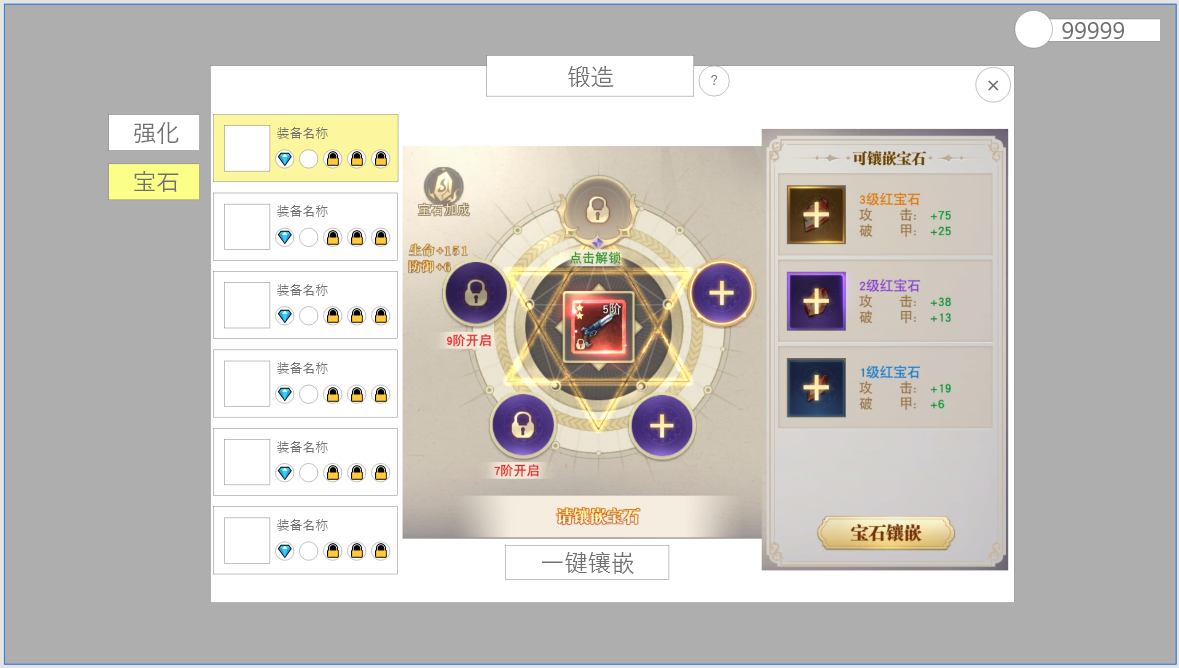 99999
锻造
?
强化
宝石
装备名称
装备名称
装备名称
装备名称
装备名称
装备名称
宝石加成
生命+151
防御+6
点击解锁
5阶
9阶开启
7阶开启
请镶嵌宝石
一键镶嵌
可镶嵌宝石
3级红宝石
攻 击: +75
破 甲: +25
2级红宝石
攻 击: +38
破 甲: +13
1级红宝石
攻 击: +19
破 甲: +6
宝石镶嵌